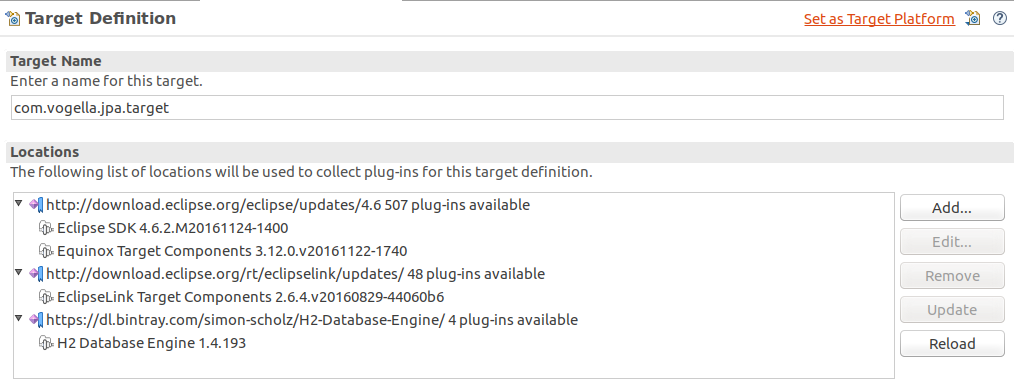 Target Definition
Set as Target Platform
Target Name
Enter a name for this target.
com.vogella.jpa.target
Locations
The following list of locations will be used to collect plug-ins for this target definition.
http://download.eclipse.org/eclipse/updates/4.6 507 plug-ins available
Eclipse SDK 4.6.2.M20161124-1400
Equinox Target Components 3.12.0.v20161122-1740
http://download.eclipse.org/rt/eclipselink/updates/ 48 plug-ins available
EclipseLink Target Components 2.6.4.v20160829-44060b6
https://dl.bintray.com/simon-scholz/H2-Database-Engine/ 4 plug-ins available
H2 Database Engine 1.4.193
Add...
Edit...
Remove
Update
Reload